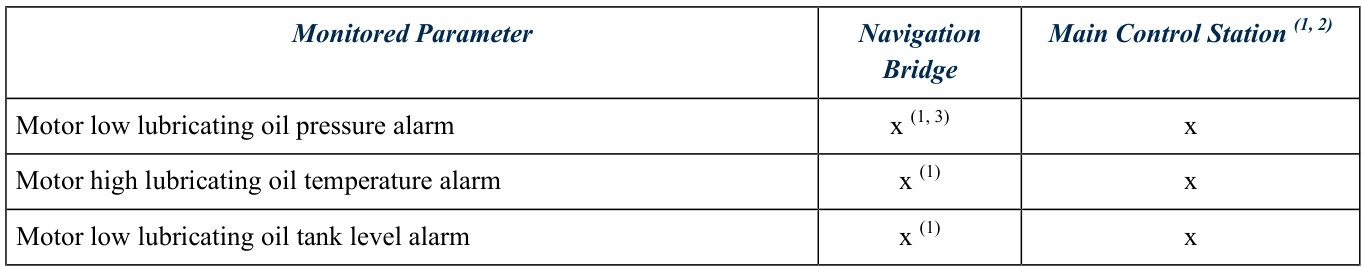 Monitored Parameter Navigation Main Control Station (1, 2)
Bridge
Motor low lubricating oil pressure alarm x (1, 3) x
Motor high lubricating oil temperature alarm x (1) x
Motor low lubricating oil tank level alarm x (1) x